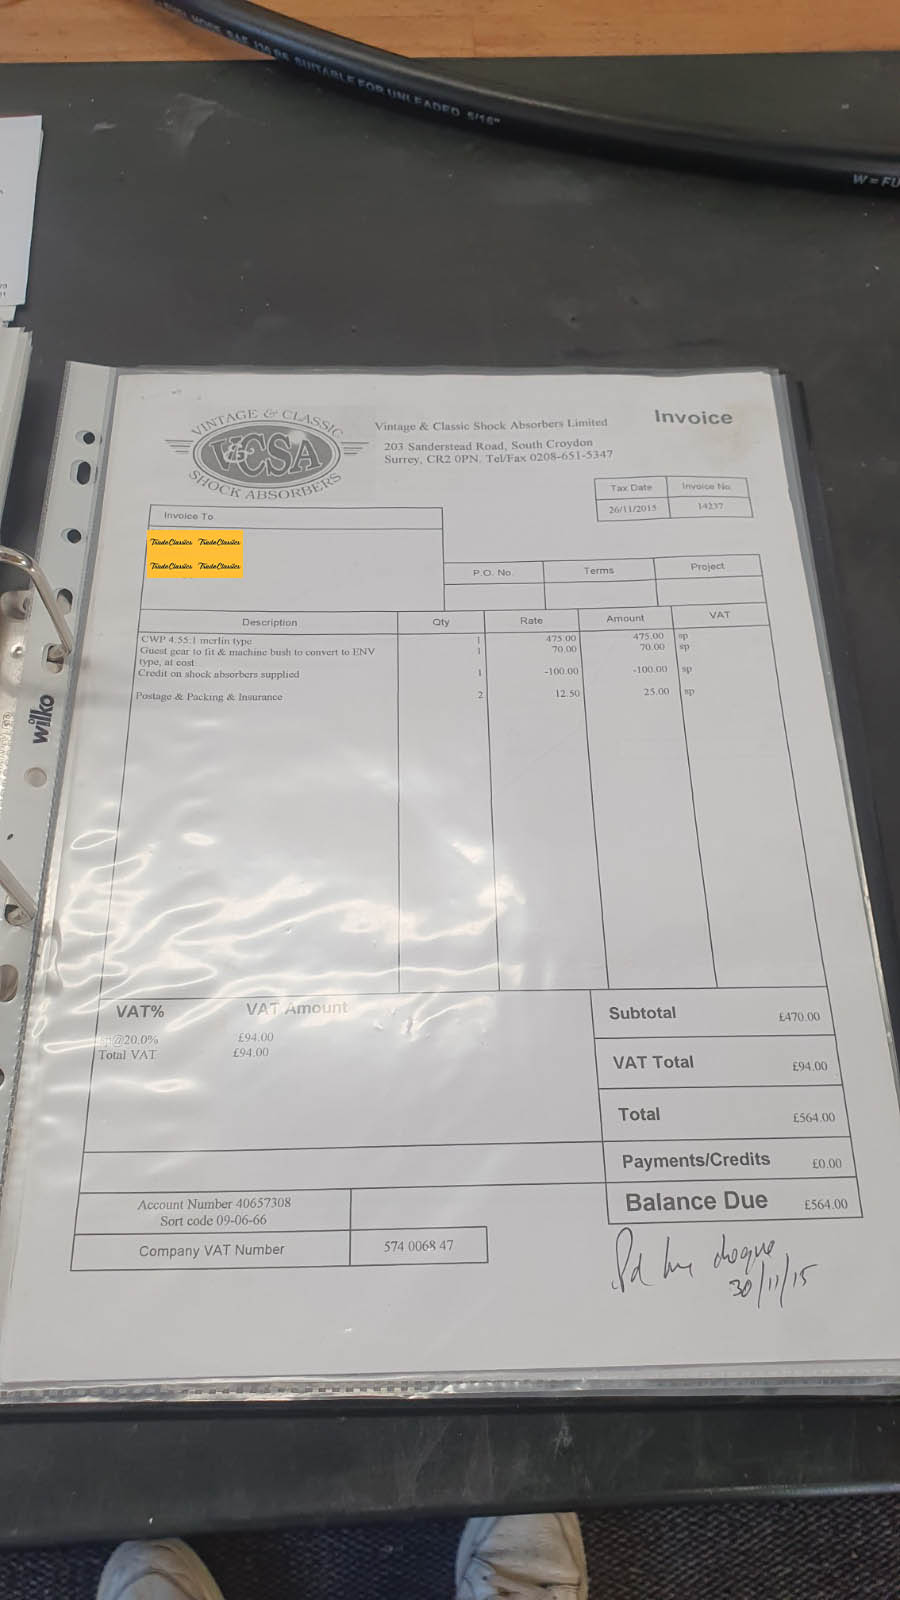 SAE J30 R6 SUITABLE FOR UNLEADED 5/16"
W = FU
VINTAGE & CLASSIC
V&CSA
SHOCK ABSORBERS
Vintage & Classic Shock Absorbers Limited
203 Sanderstead Road, South Croydon
Surrey, CR2 0PN. Tel/Fax 0208-651-5347
Invoice
Tax Date Invoice No.
26/11/2015 14237
Invoice To
TradeClassics TradeClassics
TradeClassics TradeClassics
P.O. No. Terms Project
Description Qty Rate Amount VAT
CWP 4.55:1 merlin type 1 475.00 475.00 sp
Guest gear to fit & machine bush to convert to ENV 1 70.00 70.00 sp
type, at cost
Credit on shock absorbers supplied 1 -100.00 -100.00 sp
Postage & Packing & Insurance 2 12.50 25.00 sp
wilko
VAT% VAT Amount
@20.0% £94.00
Total VAT £94.00
Subtotal £470.00
VAT Total £94.00
Total £564.00
Payments/Credits £0.00
Balance Due £564.00
Account Number 40657308
Sort code 09-06-66
Company VAT Number 574 0068 47
Pd by cheque
30/11/15